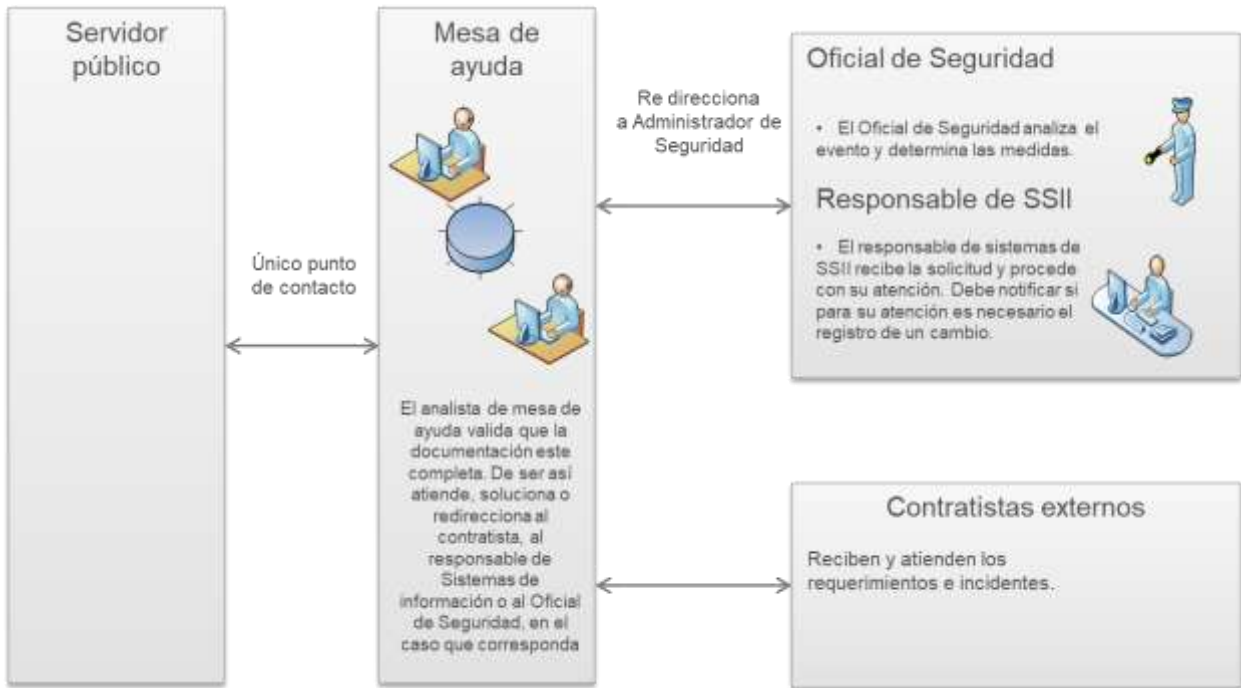 Servidor
público
Único punto
de contacto
Mesa de
ayuda
El analista de mesa de
ayuda valida que la
documentación este
completa. De ser así
atiende, soluciona o
redirecciona al
contratista, al
responsable de
Sistemas de
información o al Oficial
de Seguridad, en el
caso que corresponda
Re direcciona
a Administrador de
Seguridad
Oficial de Seguridad
• El Oficial de Seguridad analiza el
evento y determina las medidas.
Responsable de SSII
• El responsable de sistemas de
SSII recibe la solicitud y procede
con su atención. Debe notificar si
para su atención es necesario el
registro de un cambio.
Contratistas externos
Reciben y atienden los
requerimientos e incidentes.